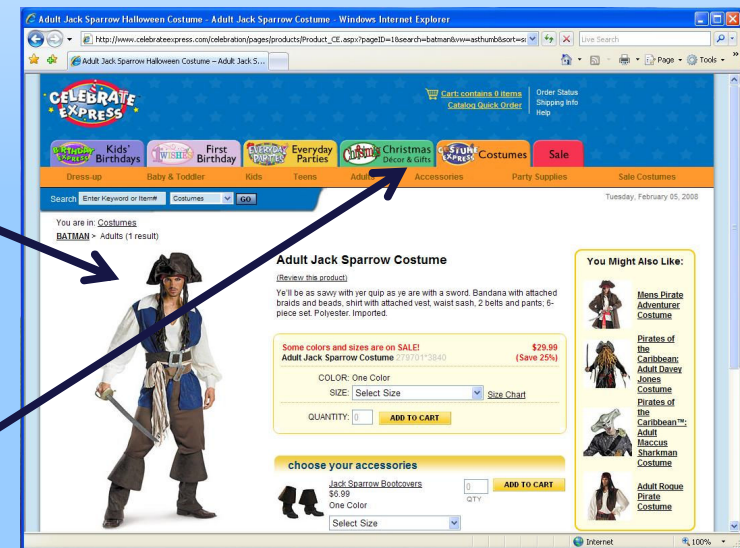 Adult Jack Sparrow Halloween Costume - Adult Jack Sparrow Costume - Windows Internet Explorer
http://www.celebrateexpress.com/celebration/pages/products/Product_CE.aspx?pageID=1&search=batman&vw=asthumb&sort=s
Live Search
Adult Jack Sparrow Halloween Costume – Adult Jack S...
Page
Tools
CELEBRATE EXPRESS
Cart: contains 0 items
Catalog Quick Order
Order Status
Shipping Info
Help
BIRTHDAY EXPRESS Kids' Birthdays
1st WISHES First Birthday
EVERYDAY PARTIES Everyday Parties
Christmas Christmas Décor & Gifts
COSTUME EXPRESS Costumes
Sale
Dress-up Baby & Toddler Kids Teens Adults Accessories Party Supplies Sale Costumes
Search Enter Keyword or Item# Costumes GO
Tuesday, February 05, 2008
You are in: Costumes
BATMAN > Adults (1 result)
Adult Jack Sparrow Costume
(Review this product)
Ye'll be as savvy with yer quip as ye are with a sword. Bandana with attached
braids and beads, shirt with attached vest, waist sash, 2 belts and pants; 6-
piece set. Polyester. Imported.
Some colors and sizes are on SALE! $29.99
Adult Jack Sparrow Costume 279701*3840 (Save 25%)
COLOR: One Color
SIZE: Select Size Size Chart
QUANTITY: 0 ADD TO CART
choose your accessories
Jack Sparrow Bootcovers
$6.99
One Color
Select Size
0
QTY
ADD TO CART
You Might Also Like:
Mens Pirate
Adventurer
Costume
Pirates of
the
Caribbean:
Adult Davey
Jones
Costume
Pirates of
the
Caribbean™:
Adult
Maccus
Sharkman
Costume
Adult Rogue
Pirate
Costume
Internet
100%